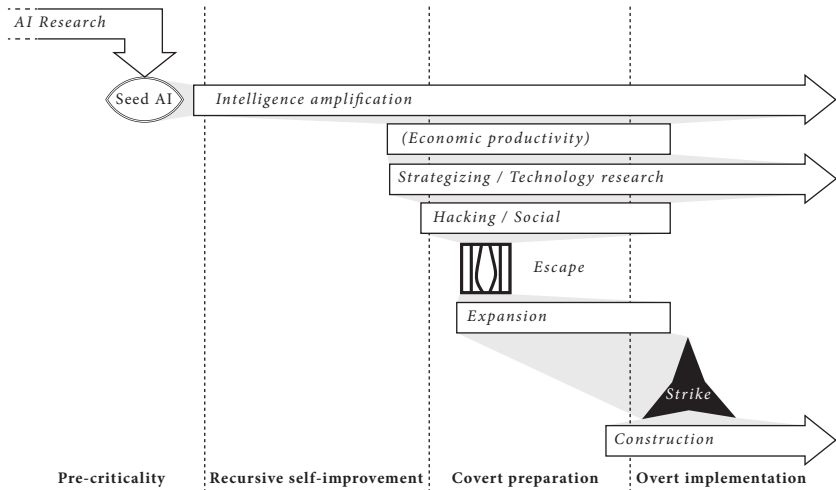 AI Research
Seed AI
Intelligence amplification
(Economic productivity)
Strategizing / Technology research
Hacking / Social
Escape
Expansion
Strike
Construction
Pre-criticality
Recursive self-improvement
Covert preparation
Overt implementation